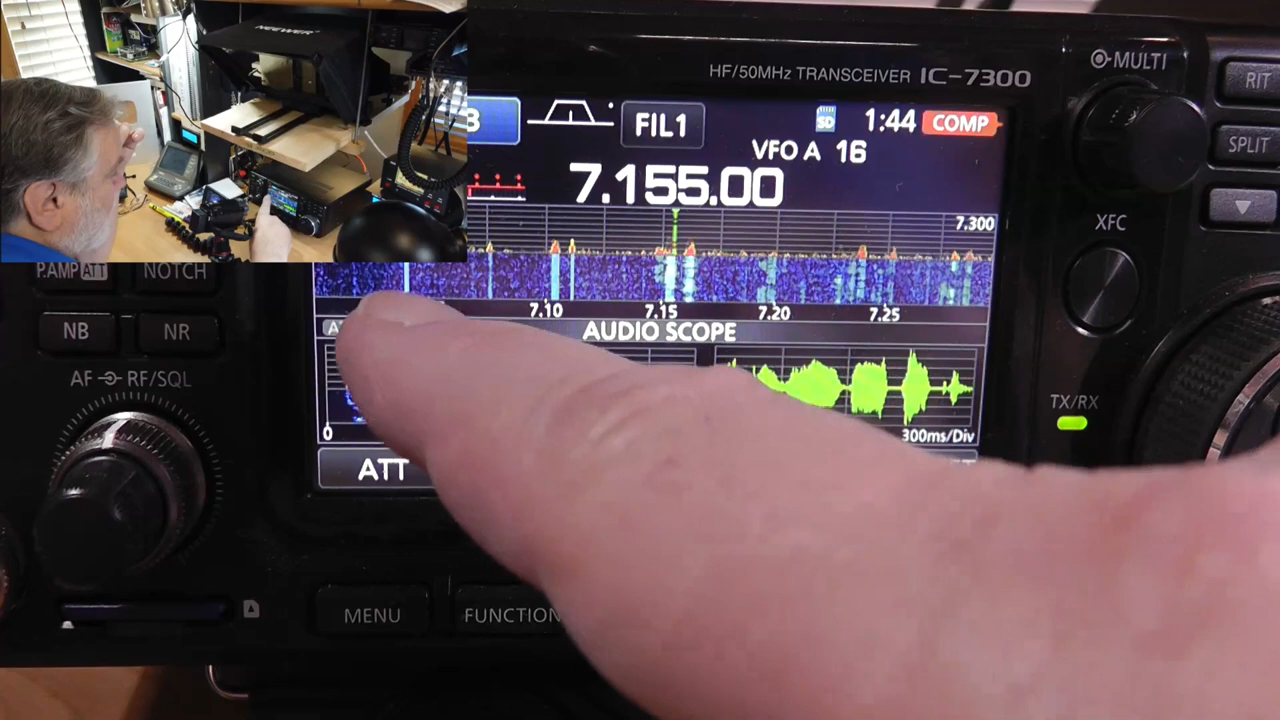 NEEWER
HF/50MHz TRANSCEIVER IC-7300
MULTI
RIT
FIL1
SD
1:44
COMP
VFO A 16
SPLIT
7.155.00
7.300
XFC
P.AMP ATT
NOTCH
7.10
7.15
7.20
7.25
NB
NR
AUDIO SCOPE
AF RF/SQL
TX/RX
0
300ms/Div
ATT
MENU
FUNCTION